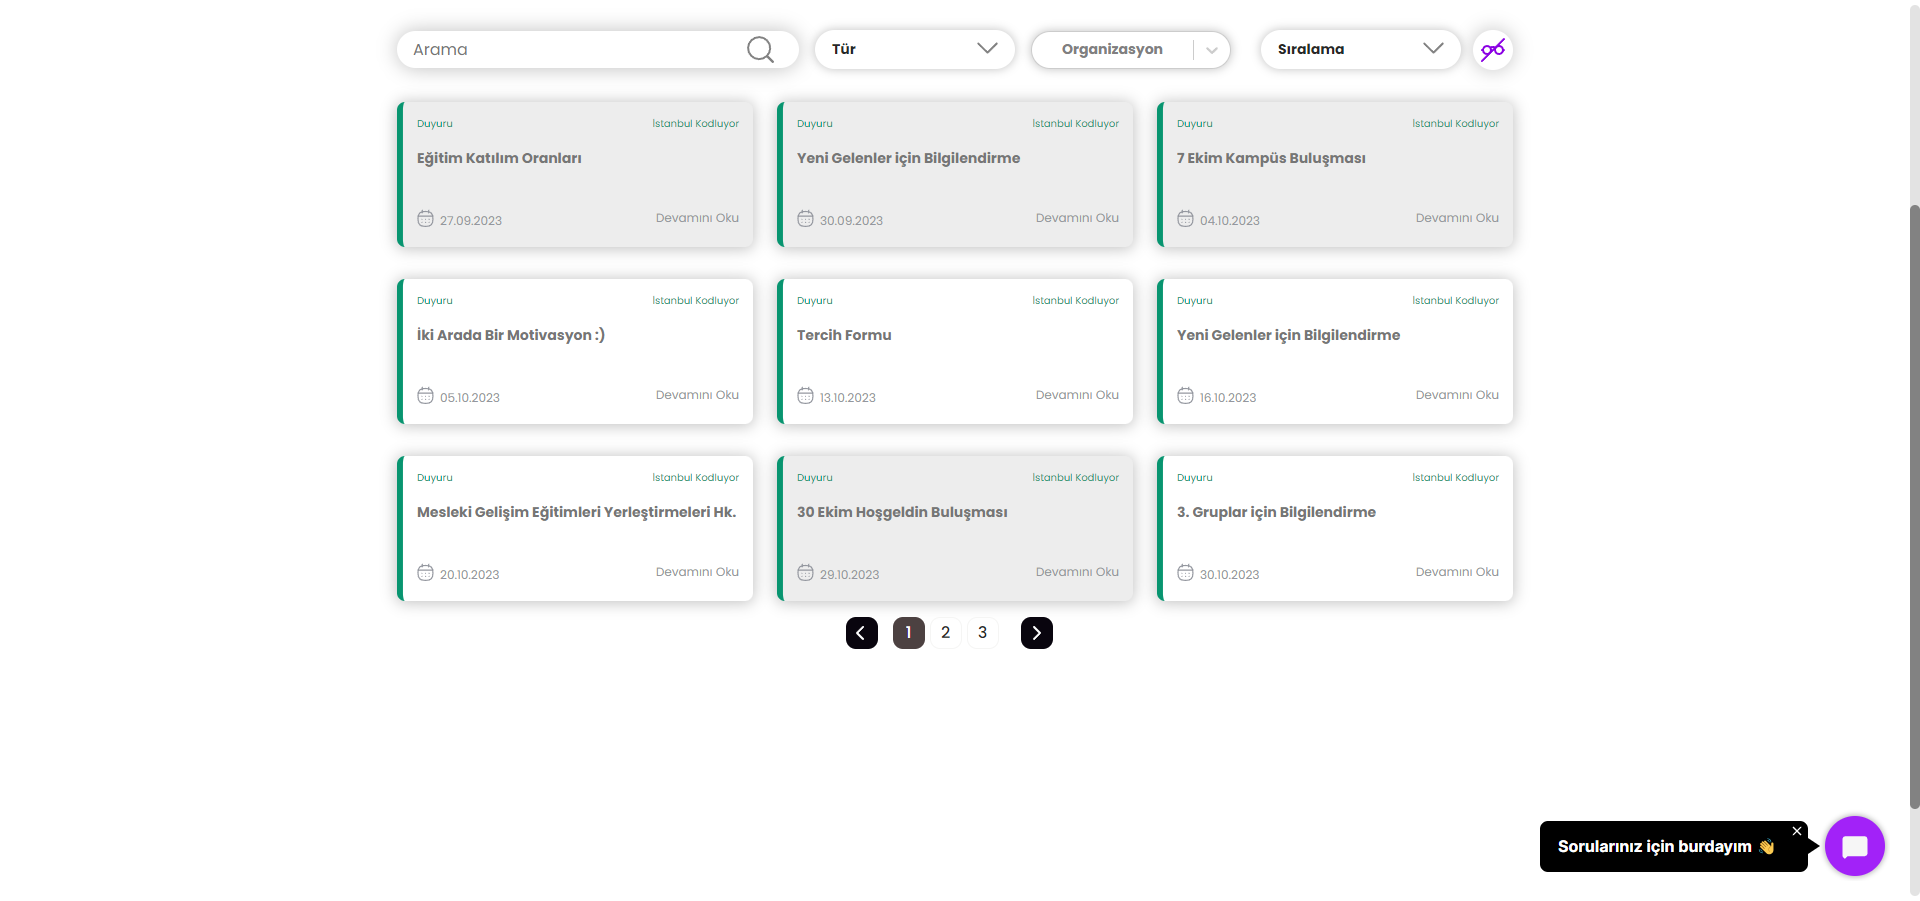 Arama
Tür
Organizasyon
Sıralama
Duyuru İstanbul Kodluyor
Eğitim Katılım Oranları
27.09.2023 Devamını Oku
Duyuru İstanbul Kodluyor
Yeni Gelenler için Bilgilendirme
30.09.2023 Devamını Oku
Duyuru İstanbul Kodluyor
7 Ekim Kampüs Buluşması
04.10.2023 Devamını Oku
Duyuru İstanbul Kodluyor
İki Arada Bir Motivasyon :)
05.10.2023 Devamını Oku
Duyuru İstanbul Kodluyor
Tercih Formu
13.10.2023 Devamını Oku
Duyuru İstanbul Kodluyor
Yeni Gelenler için Bilgilendirme
16.10.2023 Devamını Oku
Duyuru İstanbul Kodluyor
Mesleki Gelişim Eğitimleri Yerleştirmeleri Hk.
20.10.2023 Devamını Oku
Duyuru İstanbul Kodluyor
30 Ekim Hoşgeldin Buluşması
29.10.2023 Devamını Oku
Duyuru İstanbul Kodluyor
3. Gruplar için Bilgilendirme
30.10.2023 Devamını Oku
1 2 3
Sorularınız için burdayım 👋